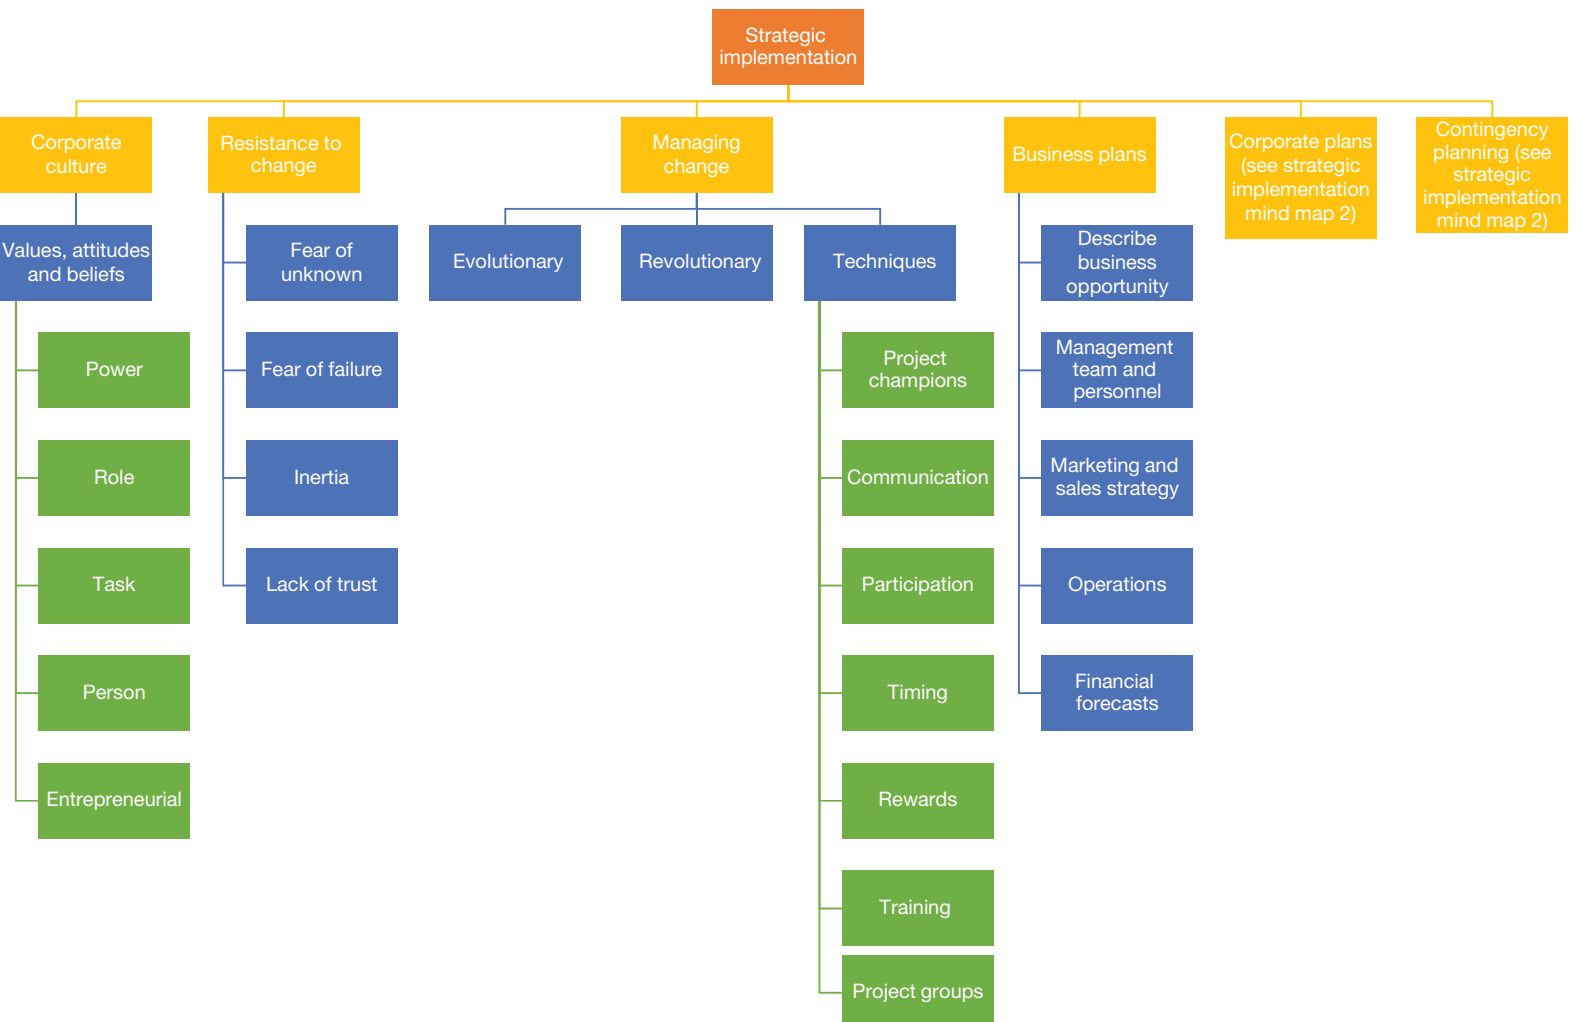 Strategic
implementation
Corporate
culture
Resistance to
change
Managing
change
Business plans
Corporate plans
(see strategic
implementation
mind map 2)
Contingency
planning (see
strategic
implementation
mind map 2)
Values, attitudes
and beliefs
Fear of
unknown
Evolutionary
Revolutionary
Techniques
Describe
business
opportunity
Power
Fear of failure
Project
champions
Management
team and
personnel
Role
Inertia
Communication
Marketing and
sales strategy
Task
Lack of trust
Participation
Operations
Person
Timing
Financial
forecasts
Entrepreneurial
Rewards
Training
Project groups